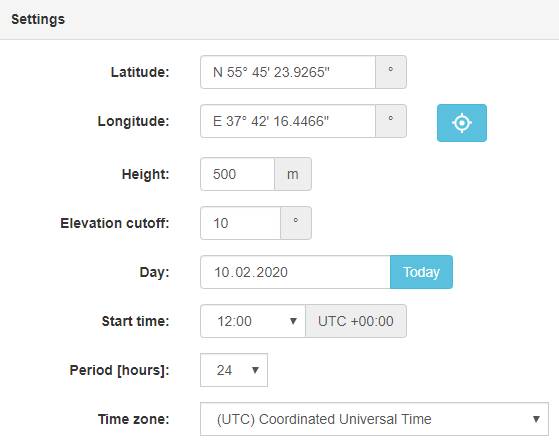 Settings
Latitude: N 55° 45' 23.9265" °
Longitude: E 37° 42' 16.4466" °
Height: 500 m
Elevation cutoff: 10 °
Day: 10.02.2020 Today
Start time: 12:00 UTC +00:00
Period [hours]: 24
Time zone: (UTC) Coordinated Universal Time